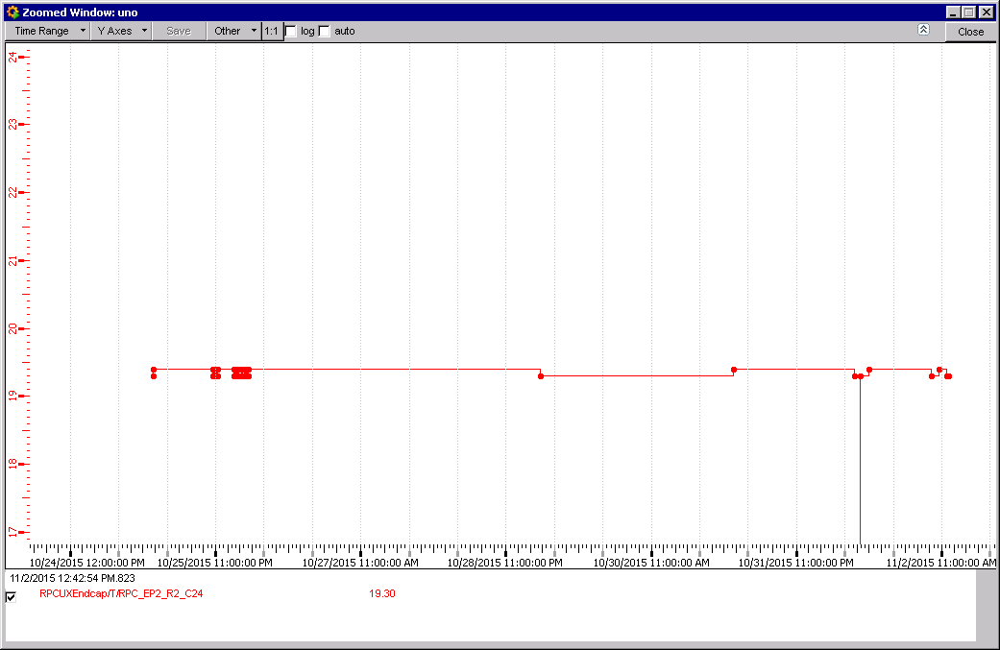 Zoomed Window: uno
Time Range Y Axes Save Other 1:1 log auto Close
24
23
22
21
20
19
18
17
10/24/2015 12:00:00 PM 10/25/2015 11:00:00 PM 10/27/2015 11:00:00 AM 10/28/2015 11:00:00 PM 10/30/2015 11:00:00 AM 10/31/2015 11:00:00 PM 11/2/2015 11:00:00 AM
11/2/2015 12:42:54 PM.823
RPCUXEndcap/T/RPC_EP2_R2_C24 19.30